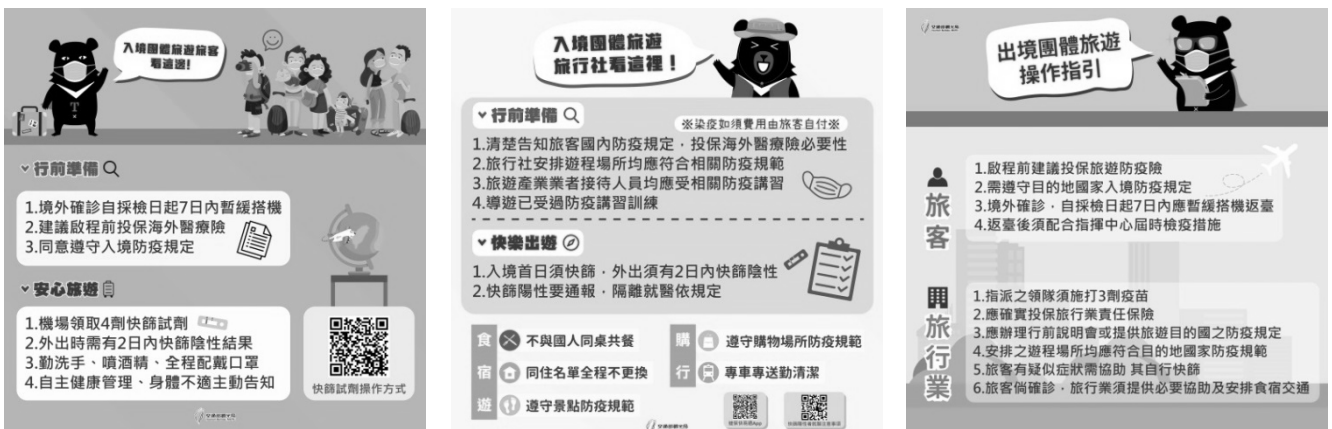 入境團體旅遊旅客
看這邊!
行前準備
1.境外確診自採檢日起7日內暫緩搭機
2.建議啟程前投保海外醫療險
3.同意遵守入境防疫規定
安心旅遊
1.機場領取4劑快篩試劑
2.外出時需有2日內快篩陰性結果
3.勤洗手、噴酒精、全程配戴口罩
4.自主健康管理、身體不適主動告知
快篩試劑操作方式
交通部觀光局
入境團體旅遊
旅行社看這裡!
行前準備
※染疫如須費用由旅客自付※
1.清楚告知旅客國內防疫規定,投保海外醫療險必要性
2.旅行社安排遊程場所均應符合相關防疫規範
3.旅遊產業業者接待人員均應受相關防疫講習
4.導遊已受過防疫講習訓練
快樂出遊
1.入境首日須快篩,外出須有2日內快篩陰性
2.快篩陽性要通報,隔離就醫依規定
食 不與國人同桌共餐
購 遵守購物場所防疫規範
宿 同住名單全程不更換
行 專車專送勤清潔
遊 遵守景點防疫規範
交通部觀光局
交通部觀光局
出境團體旅遊
操作指引
旅客
1.啟程前建議投保旅遊防疫險
2.需遵守目的地國家入境防疫規定
3.境外確診,自採檢日起7日內應暫緩搭機返臺
4.返臺後須配合指揮中心屆時檢疫措施
旅行業
1.指派之領隊須施打3劑疫苗
2.應確實投保旅行業責任保險
3.應辦理行前說明會或提供旅遊目的國之防疫規定
4.安排之遊程場所均應符合目的地國家防疫規範
5.旅客有疑似症狀需協助 其自行快篩
6.旅客倘確診,旅行業須提供必要協助及安排食宿交通